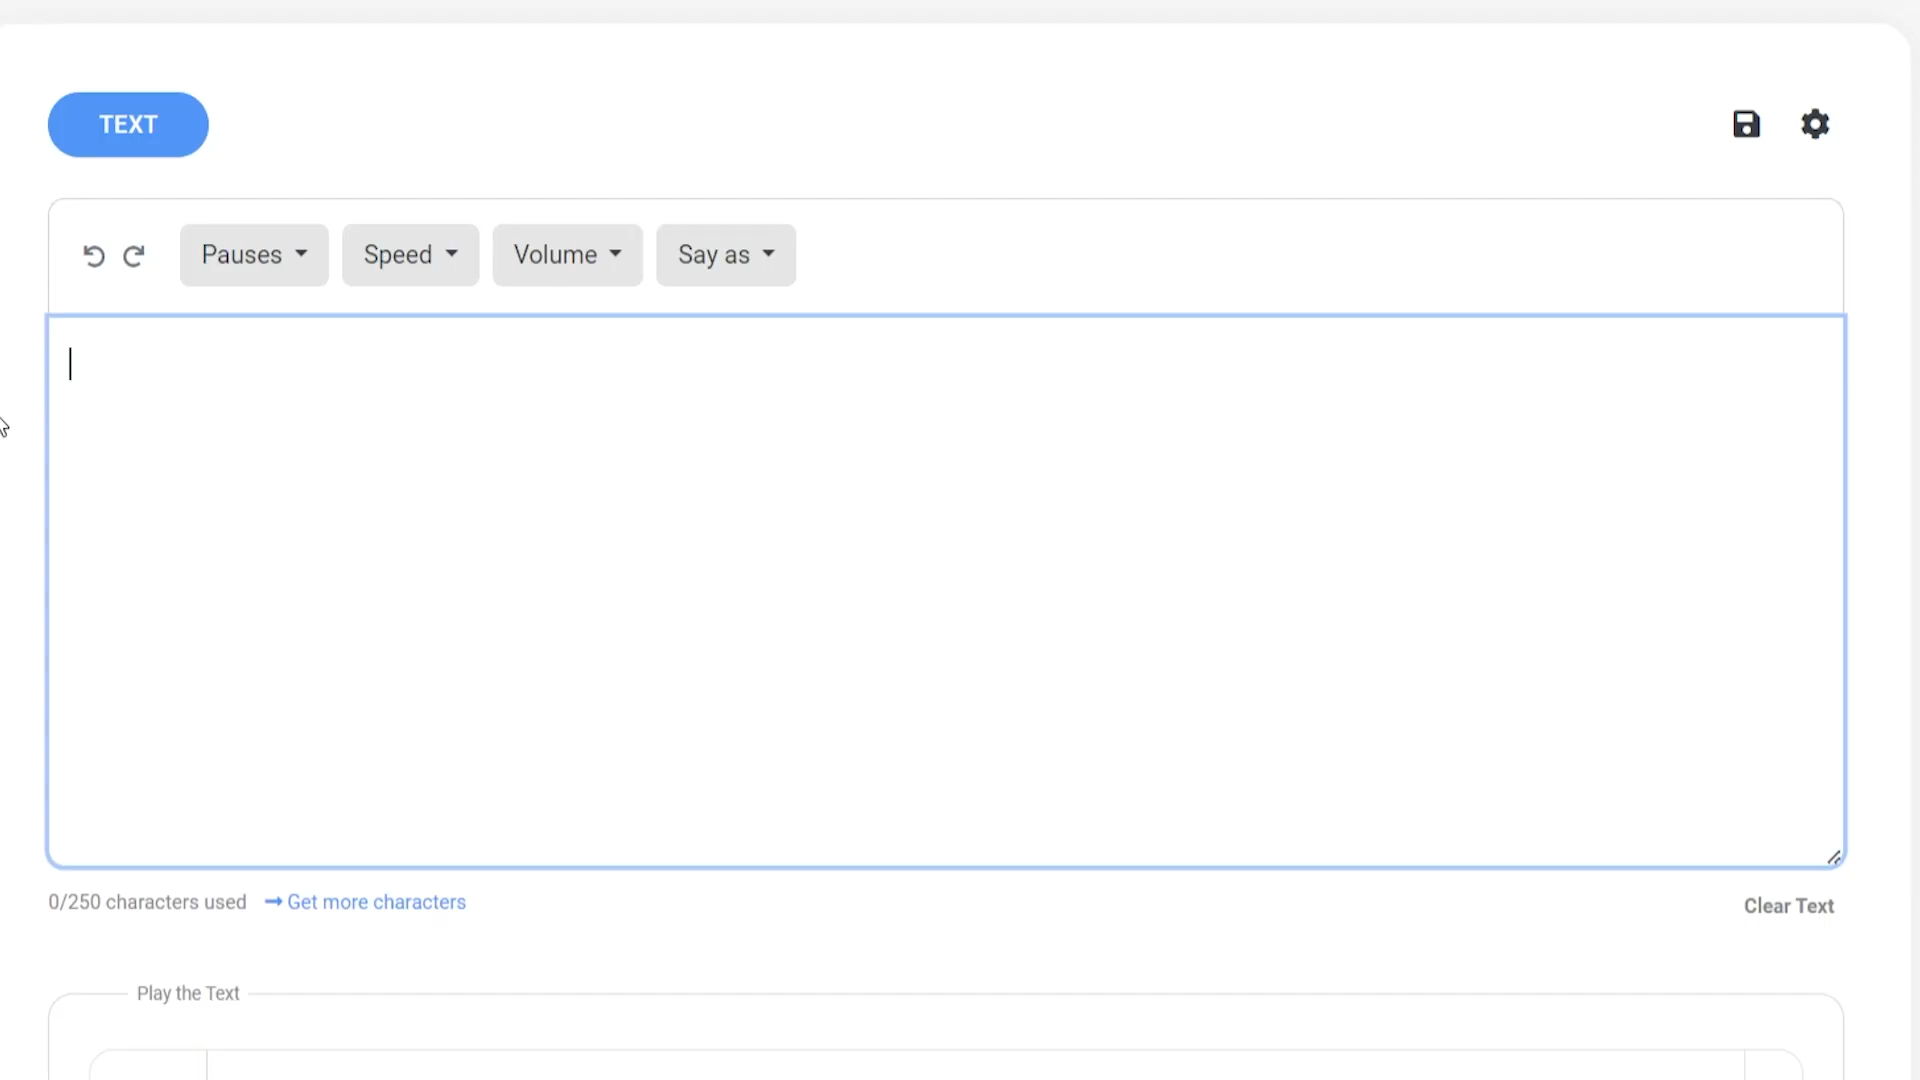 TEXT
Pauses Speed Volume Say as
0/250 characters used Get more characters
Clear Text
Play the Text